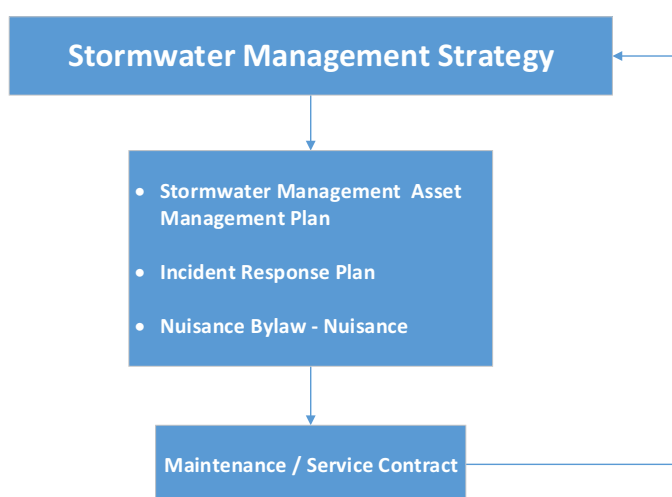 Stormwater Management Strategy
• Stormwater Management Asset
Management Plan
• Incident Response Plan
• Nuisance Bylaw - Nuisance
Maintenance / Service Contract